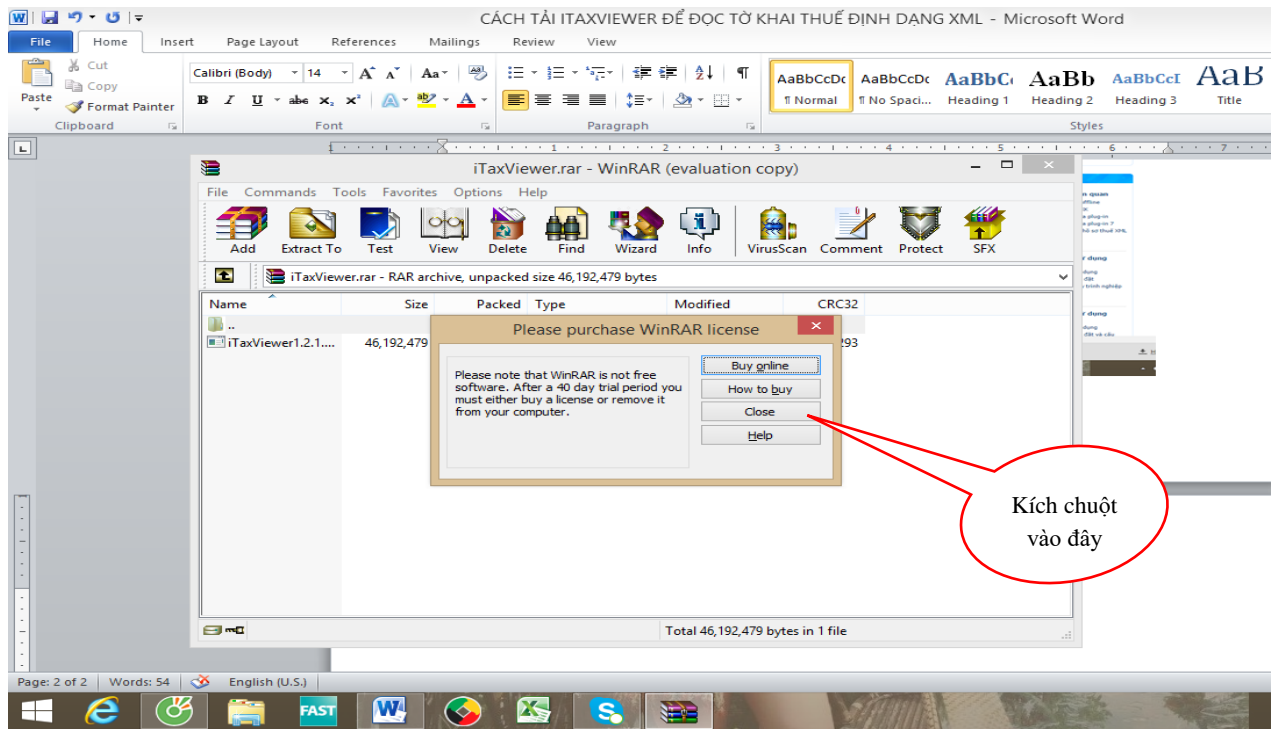 CÁCH TẢI ITAXVIEWER ĐỂ ĐỌC TỜ KHAI THUẾ ĐỊNH DẠNG XML - Microsoft Word
File Home Insert Page Layout References Mailings Review View
Paste
Cut
Copy
Format Painter
Calibri (Body) 14
AaBbCcDc AaBbCcDc AaBbC AaBb AaBbCcI AaB
¶ Normal ¶ No Spaci... Heading 1 Heading 2 Heading 3 Title
Clipboard Font Paragraph Styles
iTaxViewer.rar - WinRAR (evaluation copy)
File Commands Tools Favorites Options Help
Add Extract To Test View Delete Find Wizard Info VirusScan Comment Protect SFX
iTaxViewer.rar - RAR archive, unpacked size 46,192,479 bytes
Name Size Packed Type Modified CRC32
..
iTaxViewer1.2.1.... 46,192,479
Please purchase WinRAR license
Please note that WinRAR is not free
software. After a 40 day trial period you
must either buy a license or remove it
from your computer.
Buy online
How to buy
Close
Help
Kích chuột
vào đây
Total 46,192,479 bytes in 1 file
Page: 2 of 2 Words: 54 English (U.S.)
FAST